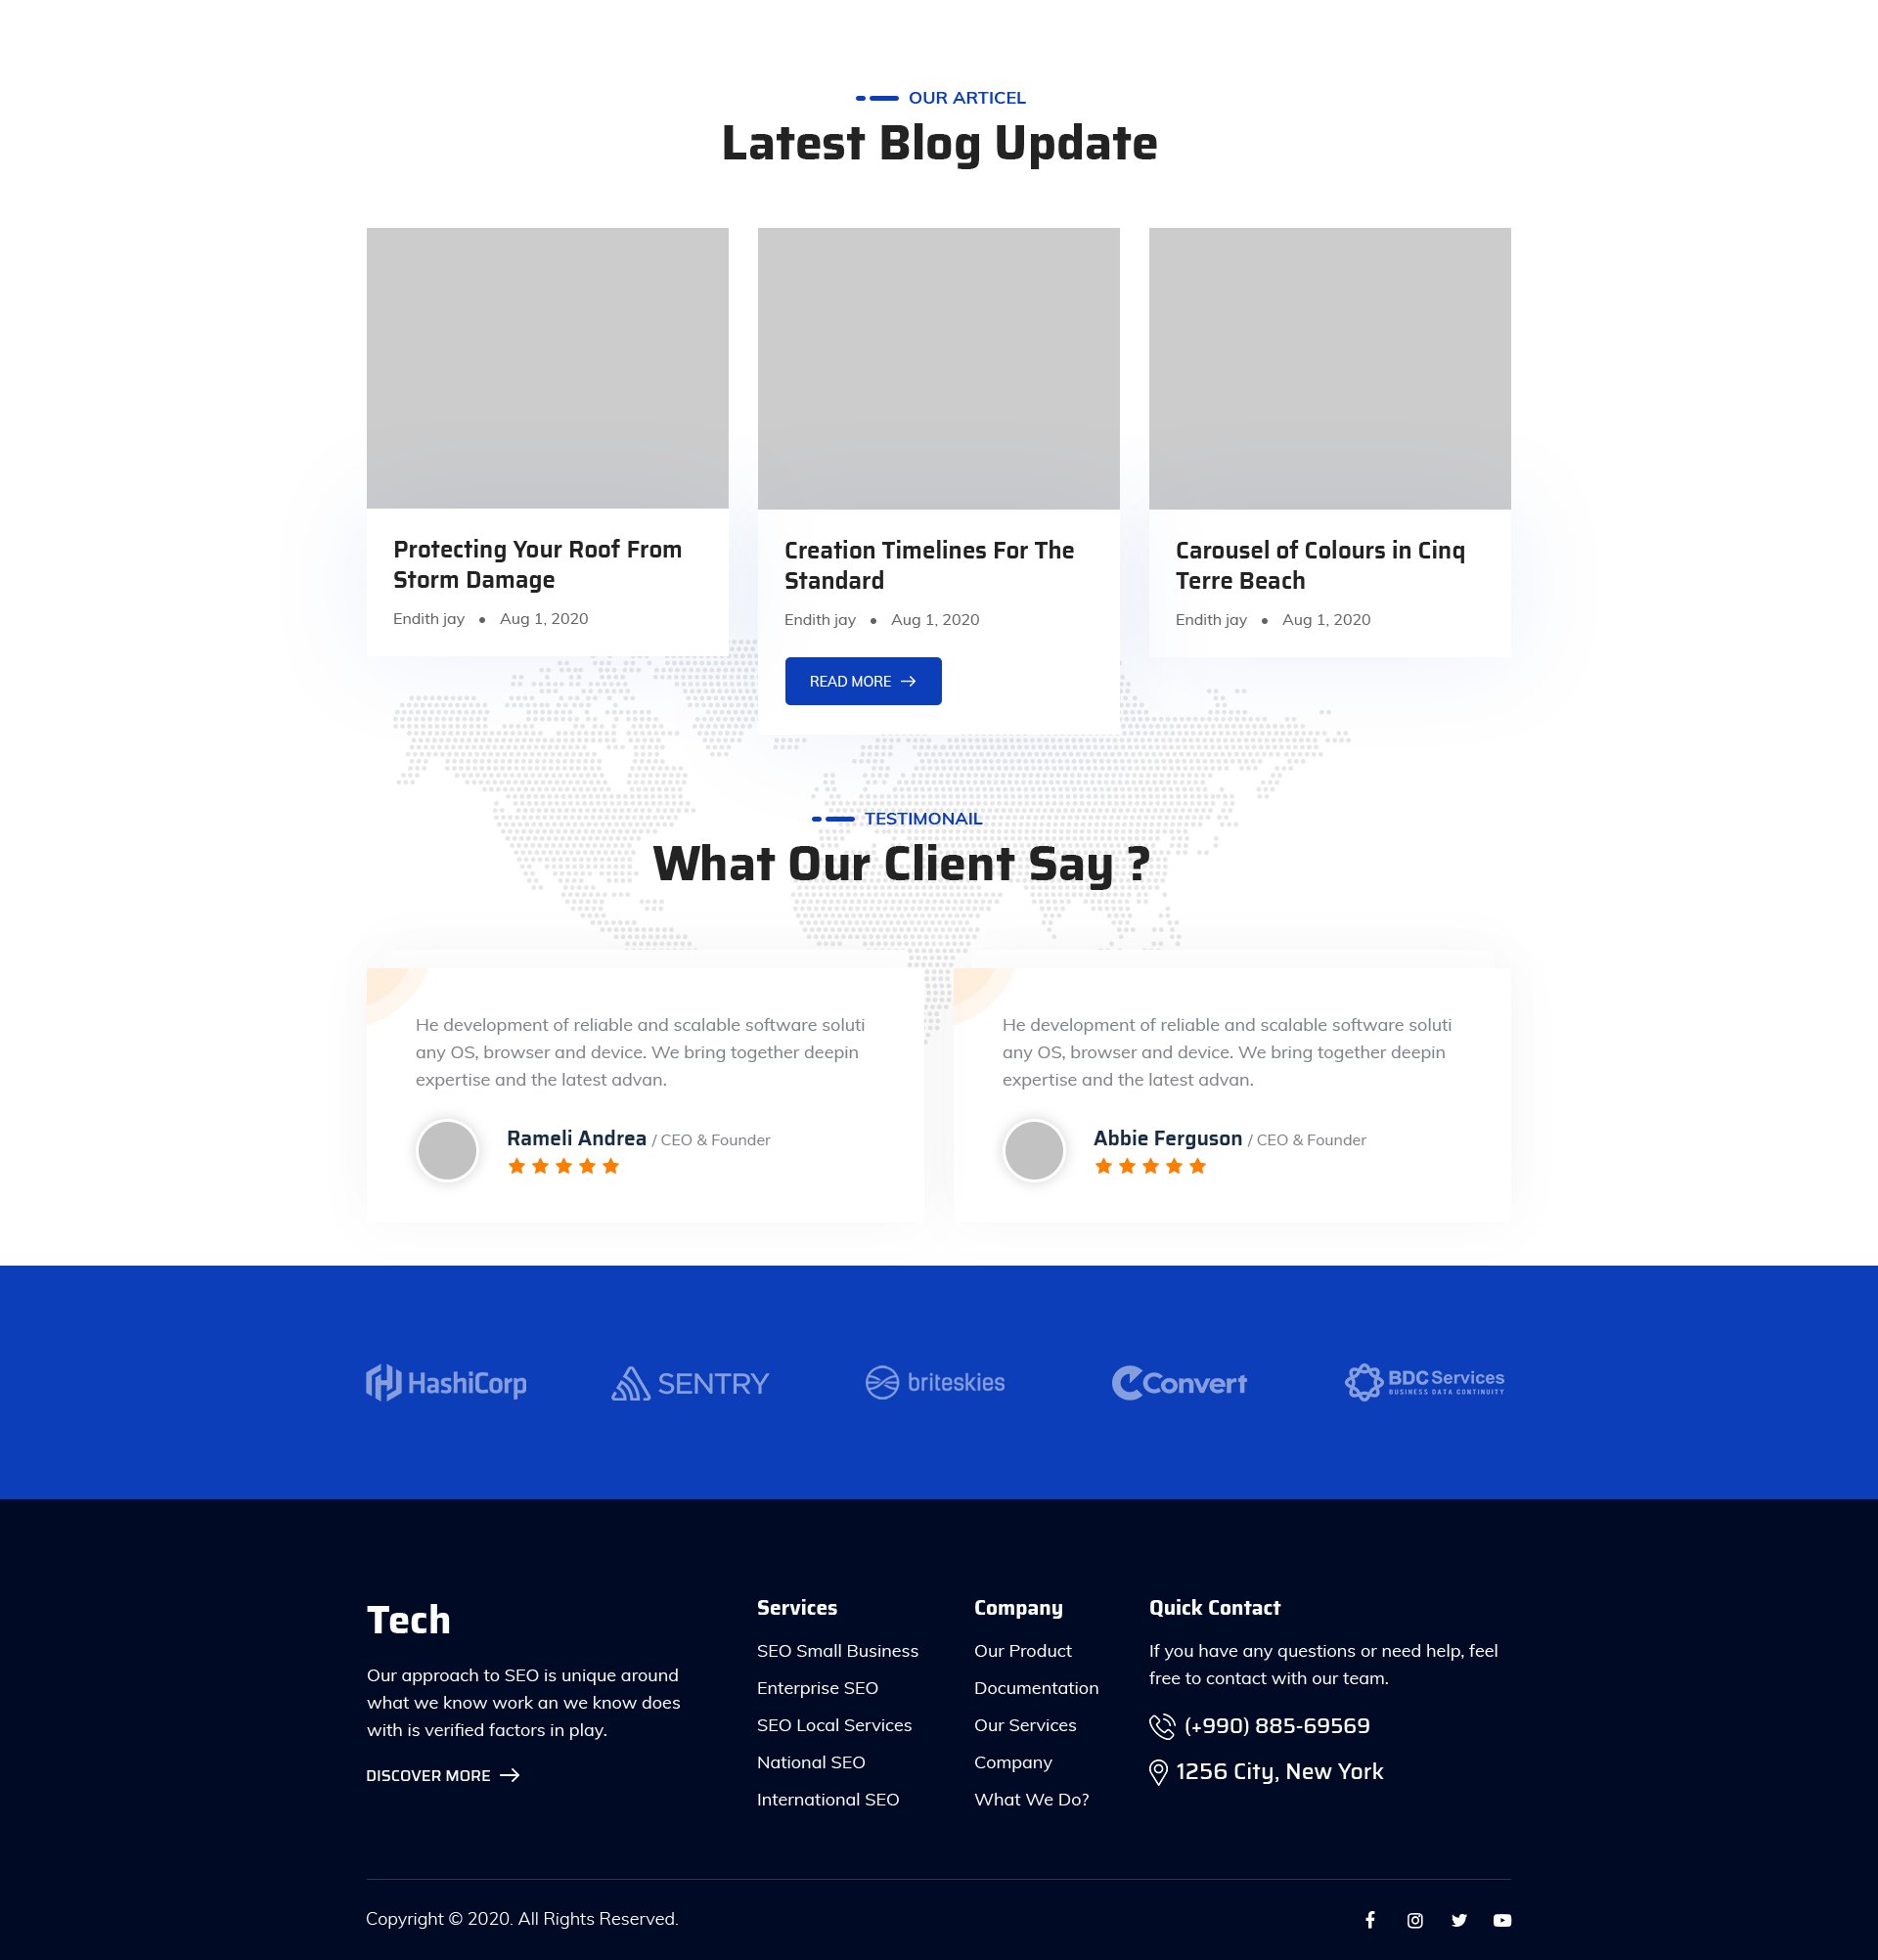 OUR ARTICEL
Latest Blog Update
Protecting Your Roof From
Storm Damage
Endith jay • Aug 1, 2020
Creation Timelines For The
Standard
Endith jay • Aug 1, 2020
READ MORE
Carousel of Colours in Cinq
Terre Beach
Endith jay • Aug 1, 2020
TESTIMONAIL
What Our Client Say ?
He development of reliable and scalable software soluti
any OS, browser and device. We bring together deepin
expertise and the latest advan.
Rameli Andrea / CEO & Founder
He development of reliable and scalable software soluti
any OS, browser and device. We bring together deepin
expertise and the latest advan.
Abbie Ferguson / CEO & Founder
HashiCorp
SENTRY
briteskies
eConvert
BDC Services
BUSINESS DATA CONTINUITY
Tech
Our approach to SEO is unique around
what we know work an we know does
with is verified factors in play.
DISCOVER MORE
Services
SEO Small Business
Enterprise SEO
SEO Local Services
National SEO
International SEO
Company
Our Product
Documentation
Our Services
Company
What We Do?
Quick Contact
If you have any questions or need help, feel
free to contact with our team.
(+990) 885-69569
1256 City, New York
Copyright © 2020. All Rights Reserved.